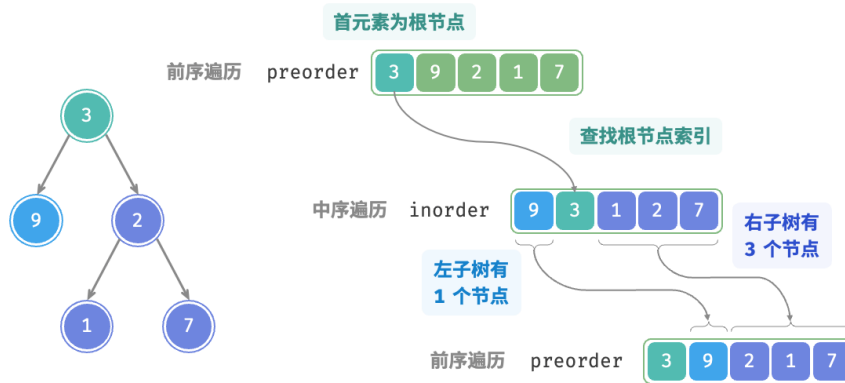 首元素为根节点
前序遍历 preorder 3 9 2 1 7
3
查找根节点索引
9 2
中序遍历 inorder 9 3 1 2 7
右子树有
3 个节点
左子树有
1 个节点
1 7
前序遍历 preorder 3 9 2 1 7